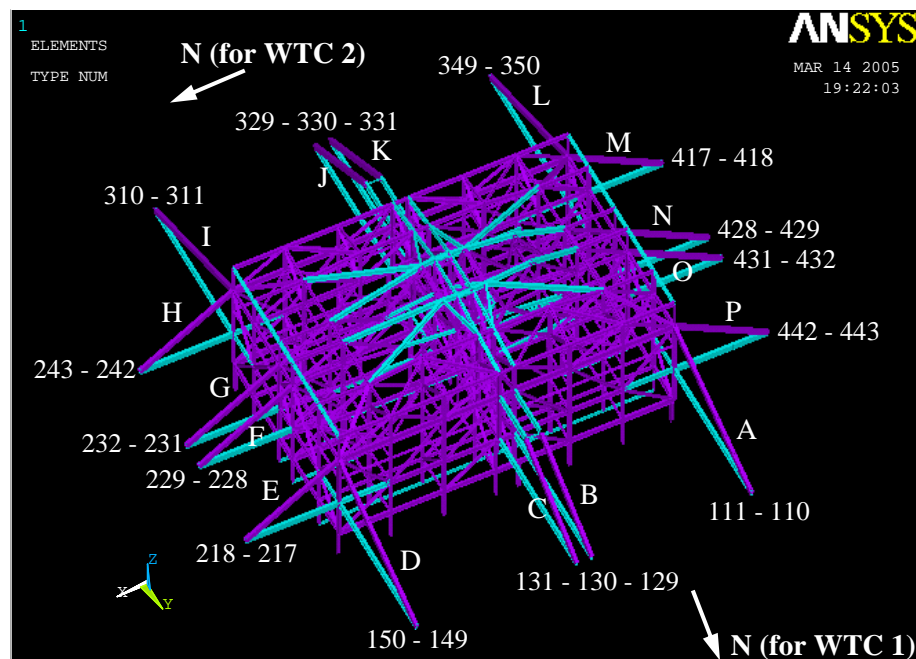 1
ELEMENTS
TYPE NUM
N (for WTC 2)
ANSYS
MAR 14 2005
19:22:03
349 - 350
L
329 - 330 - 331
K
J
M
417 - 418
310 - 311
I
N
428 - 429
431 - 432
O
H
P
442 - 443
243 - 242
G
A
232 - 231
F
229 - 228
E
C
B
111 - 110
218 - 217
D
131 - 130 - 129
Z
X
Y
150 - 149
N (for WTC 1)